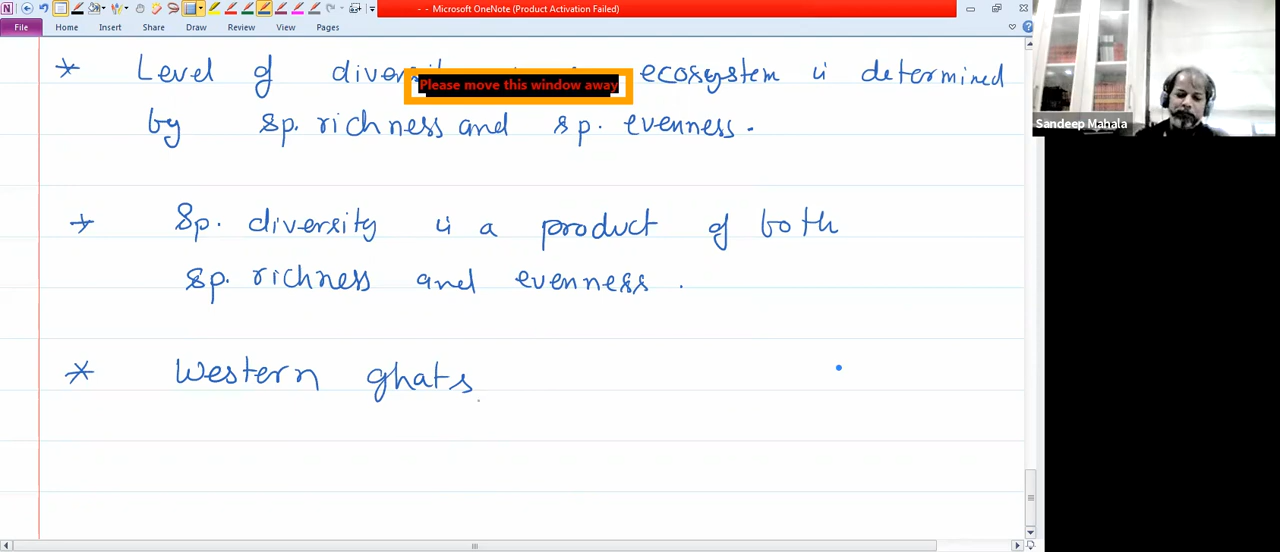 - - Microsoft OneNote (Product Activation Failed)
File Home Insert Share Draw Review View Pages
* Level of diversit ecosystem is determined
Please move this window away
by sp. richness and sp. evenness.
Sandeep Mahala
* Sp. diversity is a product of both
sp. richness and evenness.
* Western ghats